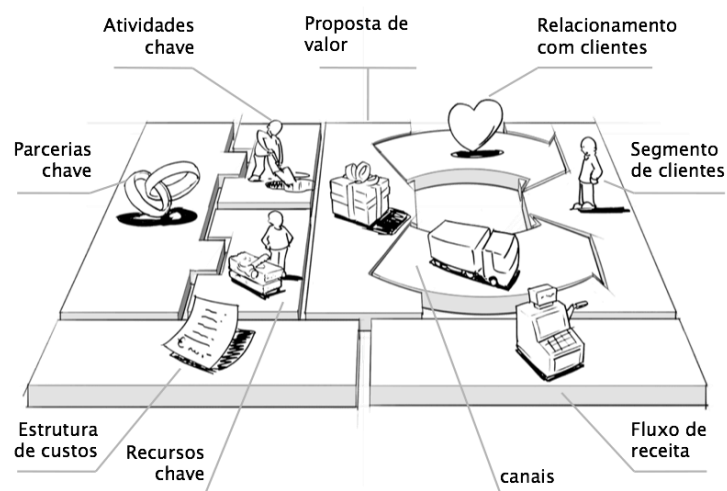 Atividades
chave
Proposta de
valor
Relacionamento
com clientes
Parcerias
chave
Segmento
de clientes
Estrutura
de custos
Recursos
chave
canais
Fluxo de
receita